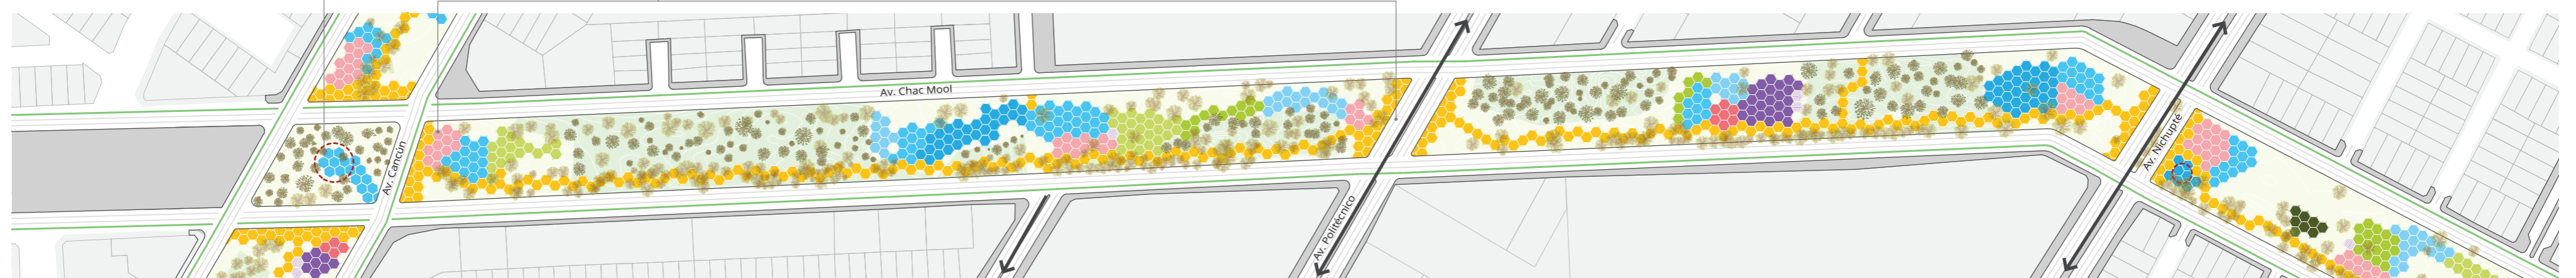 Av. Chac Mool
Av. Cancún
Av. Politécnico
Av. Nichupté